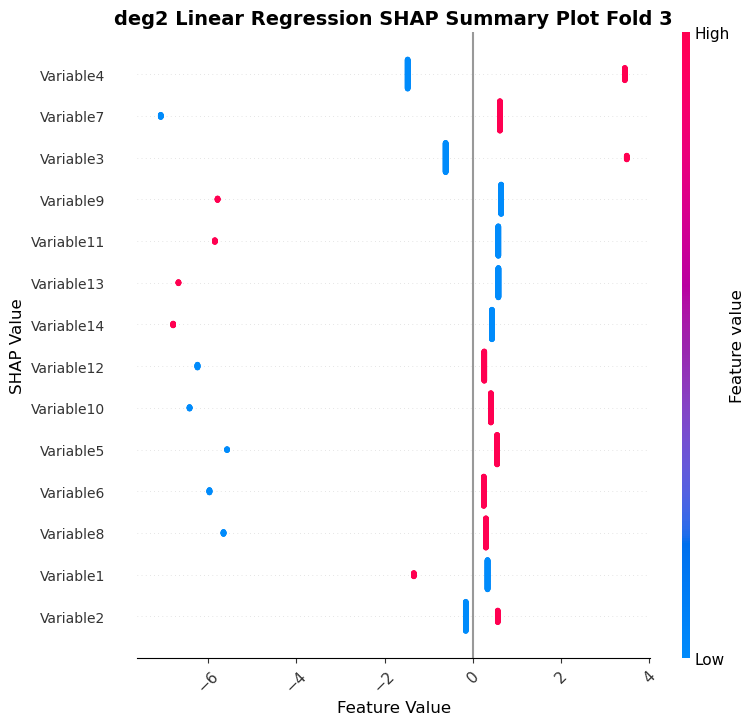 deg2 Linear Regression SHAP Summary Plot Fold 3
High
Variable4
Variable7
Variable3
Variable9
Variable11
Variable13
Variable14
Variable12
Variable10
Variable5
Variable6
Variable8
Variable1
Variable2
SHAP Value
Feature value
Low
−6 −4 −2 0 2 4
Feature Value